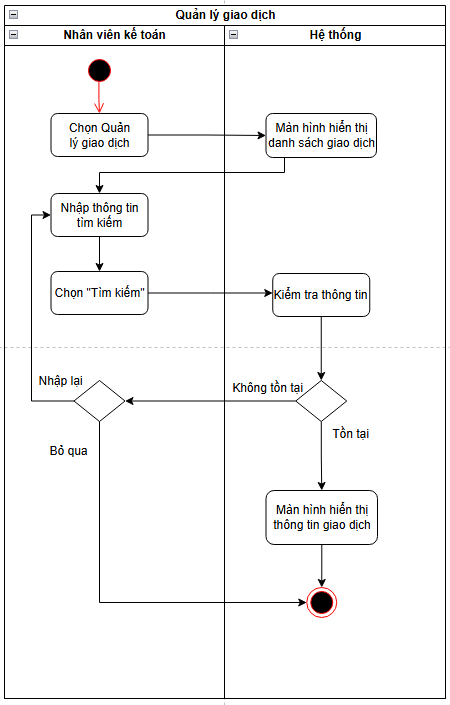 Quản lý giao dịch
Nhân viên kế toán
Hệ thống
Chọn Quản
lý giao dịch
Màn hình hiển thị
danh sách giao dịch
Nhập thông tin
tìm kiếm
Chọn "Tìm kiếm"
Kiểm tra thông tin
Nhập lại
Không tồn tại
Bỏ qua
Tồn tại
Màn hình hiển thị
thông tin giao dịch